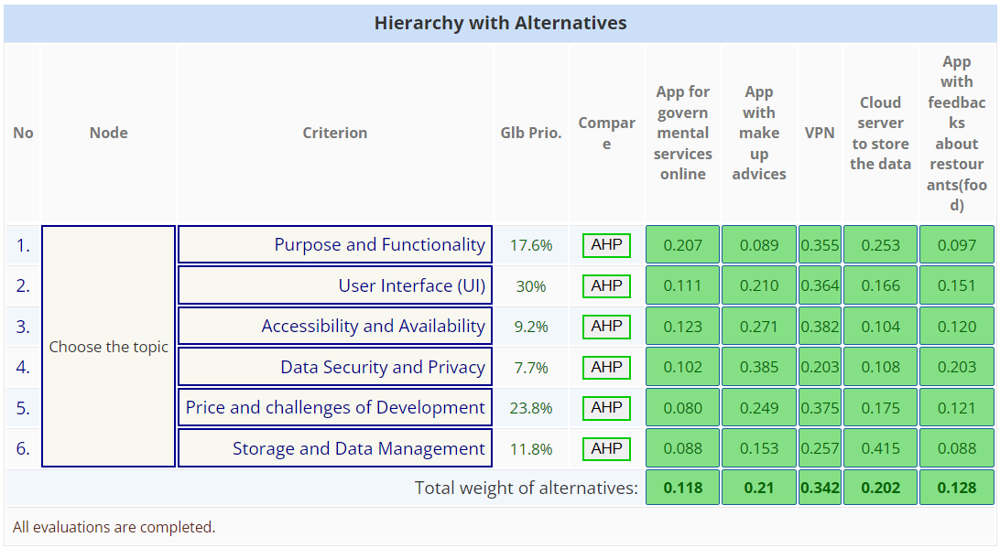 Hierarchy with Alternatives
No Node Criterion Glb Prio. Compar
e App for
govern
mental
services
online App
with
make
up
advices VPN Cloud
server
to store
the data App
with
feedbac
ks
about
restour
ants(foo
d)
1. Purpose and Functionality 17.6% AHP 0.207 0.089 0.355 0.253 0.097
2. User Interface (UI) 30% AHP 0.111 0.210 0.364 0.166 0.151
3. Accessibility and Availability 9.2% AHP 0.123 0.271 0.382 0.104 0.120
Choose the topic
4. Data Security and Privacy 7.7% AHP 0.102 0.385 0.203 0.108 0.203
5. Price and challenges of Development 23.8% AHP 0.080 0.249 0.375 0.175 0.121
6. Storage and Data Management 11.8% AHP 0.088 0.153 0.257 0.415 0.088
Total weight of alternatives: 0.118 0.21 0.342 0.202 0.128
All evaluations are completed.